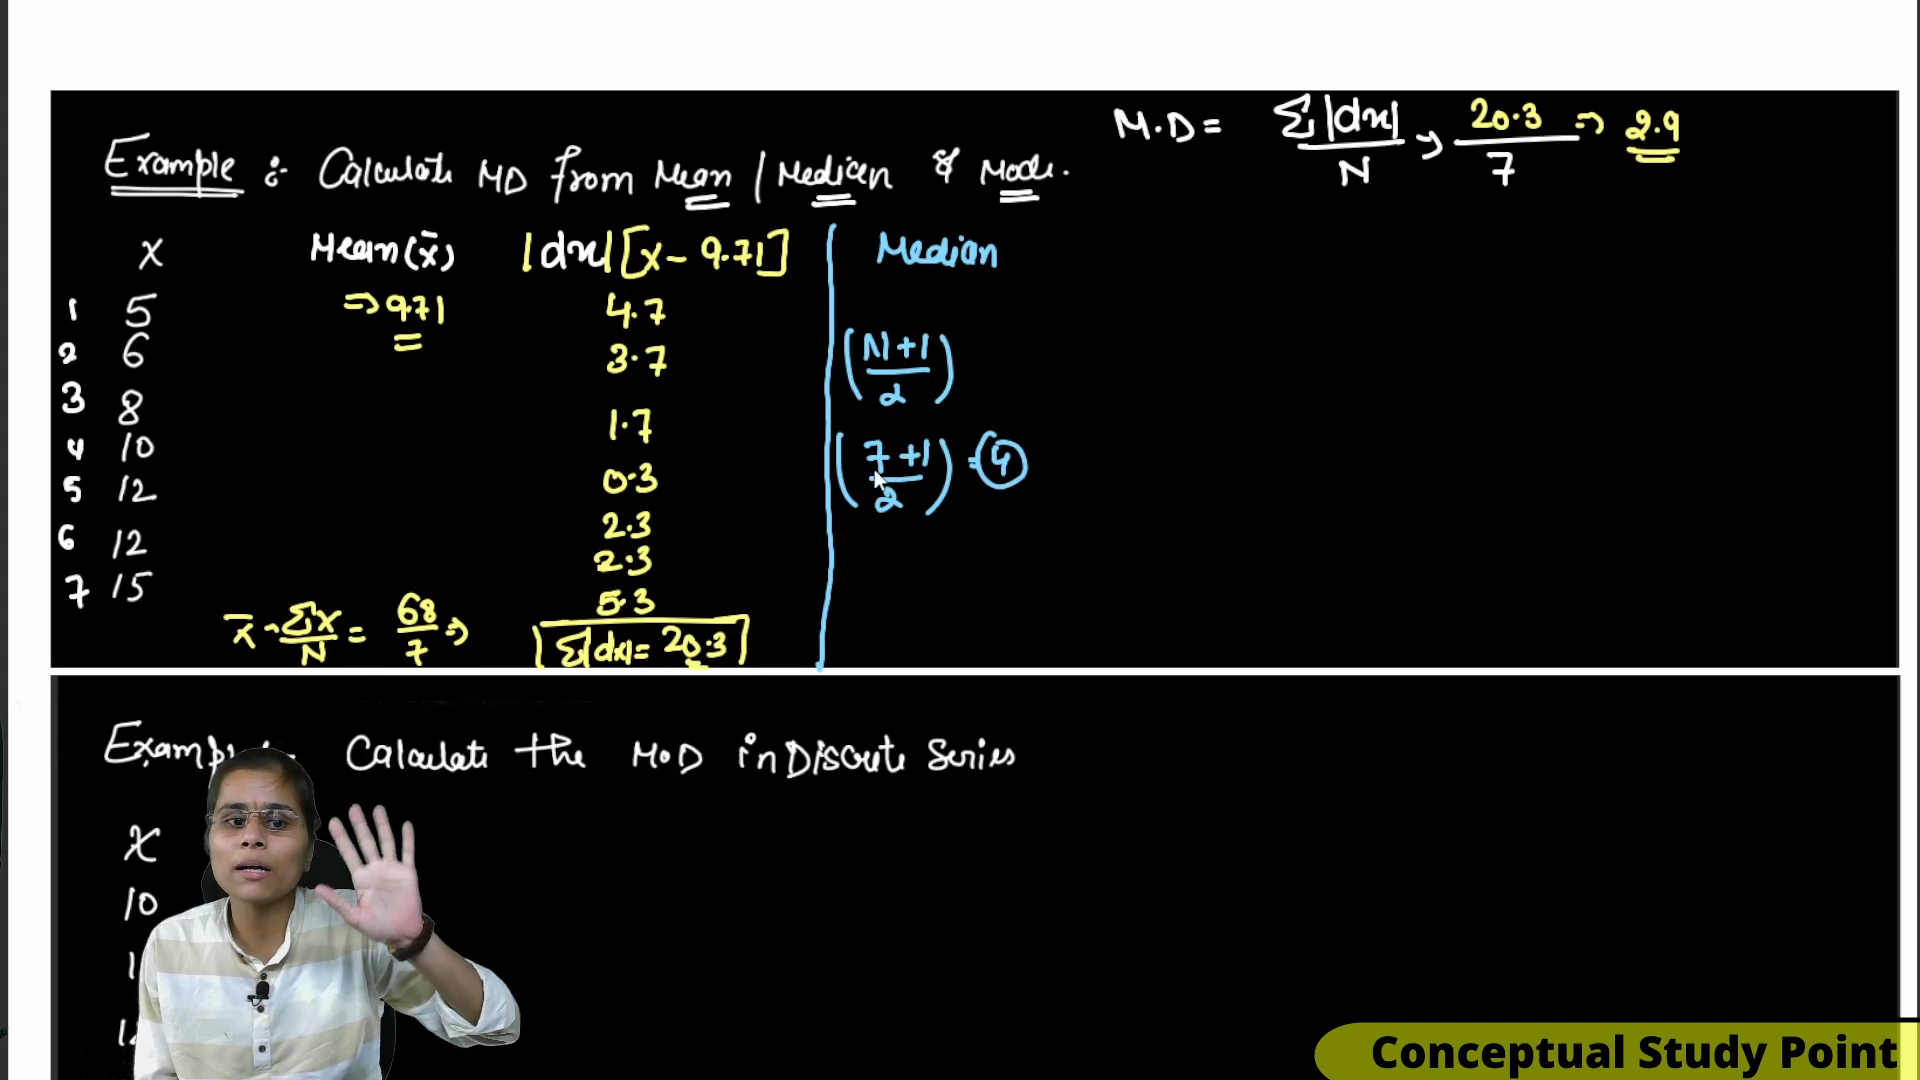 M.D = Σ|dx| / N → 20.3 / 7 ⇒ 2.9
Example :- Calculate MD from Mean / Median & Mode.
X Mean (x̄) |dx| [x - 9.71] Median
1 5 ⇒ 9.71 4.7
2 6 3.7 (N+1 / 2)
3 8 1.7
4 10 0.3 (7+1 / 2) = 4
5 12 2.3
6 12 2.3
7 15 5.3
x̄ = Σx / N = 68 / 7 ⇒ Σ|dx| = 20.3
Calculate the MoD in Discrete Series
X
10
Conceptual Study Point